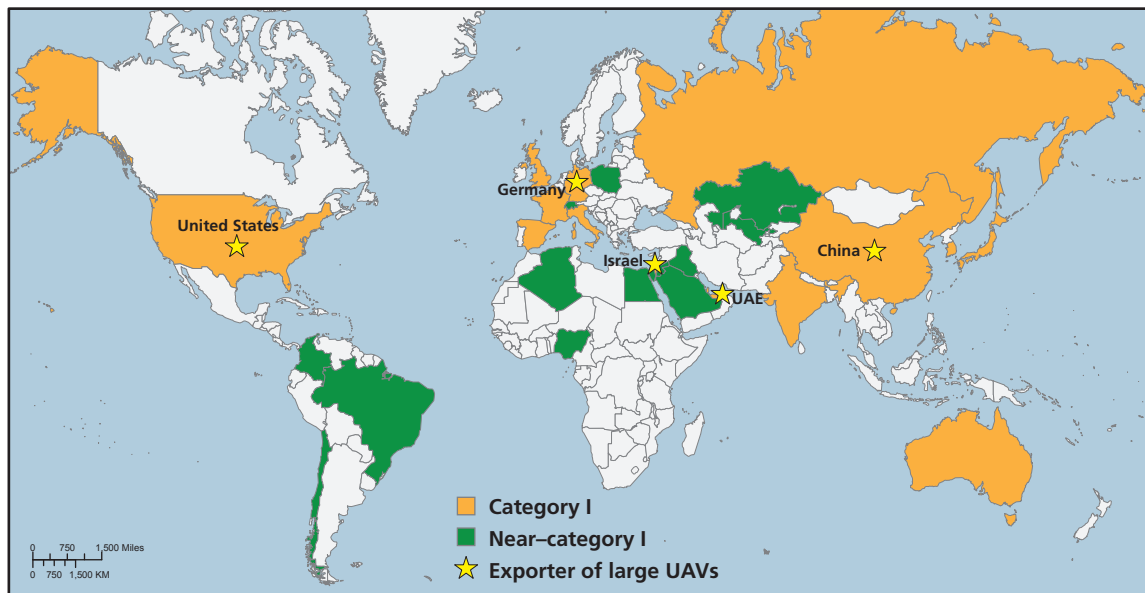 Germany
United States
Israel
China
UAE
Category I
Near–category I
Exporter of large UAVs
0 750 1,500 Miles
0 750 1,500 KM